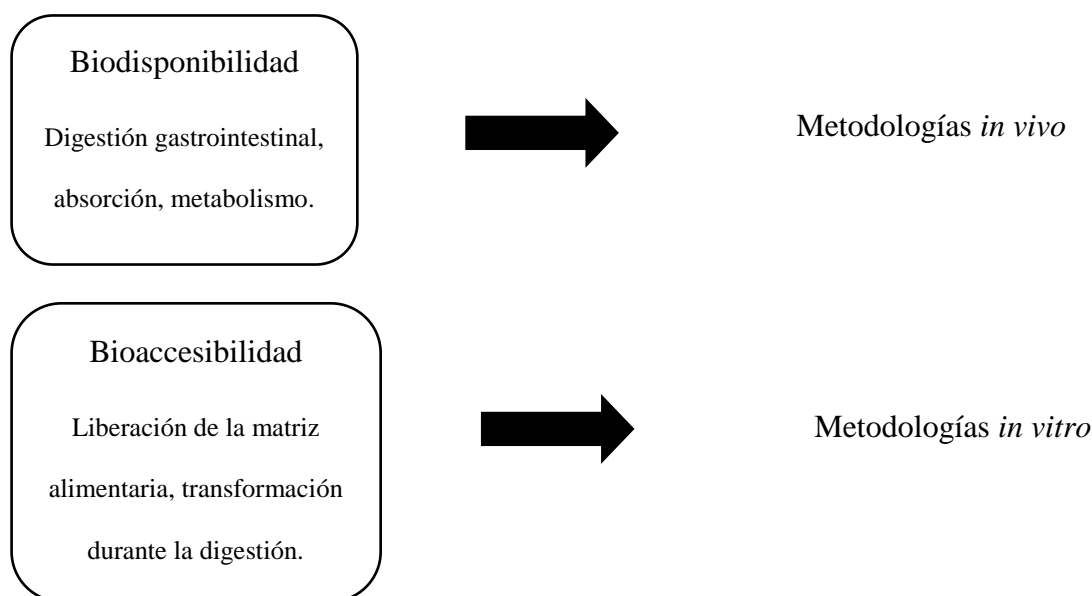 Biodisponibilidad
Digestión gastrointestinal,
absorción, metabolismo.
Metodologías in vivo
Bioaccesibilidad
Liberación de la matriz
alimentaria, transformación
durante la digestión.
Metodologías in vitro